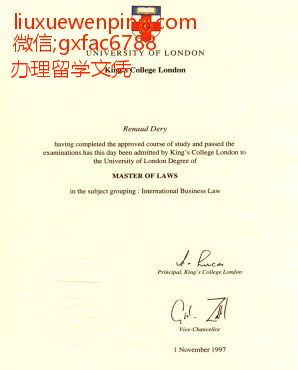 liuxuewenping.com
微信;gxfac6788
UNIVERSITY OF LONDON
King's College London
办理留学文凭
Renaud Dery
having completed the approved course of study and passed the
examinations has this day been admitted by King's College London to
the University of London Degree of
MASTER OF LAWS
in the subject grouping : International Business Law
Principal, King's College London
Vice-Chancellor
1 November 1997